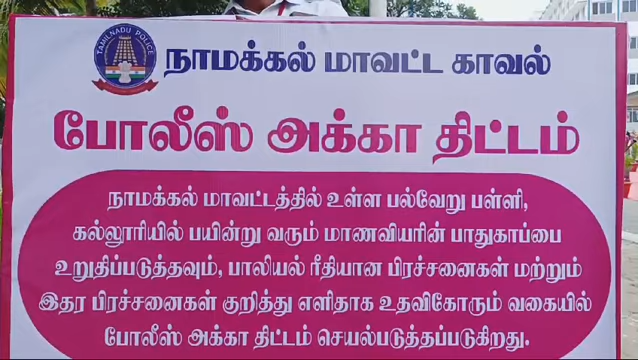 TAMILNADU POLICE
நாமக்கல் மாவட்ட காவல்
போலீஸ் அக்கா திட்டம்
நாமக்கல் மாவட்டத்தில் உள்ள பல்வேறு பள்ளி,
கல்லூரியில் பயின்று வரும் மாணவியரின் பாதுகாப்பை
உறுதிப்படுத்தவும், பாலியல் ரீதியான பிரச்சனைகள் மற்றும்
இதர பிரச்சனைகள் குறித்து எளிதாக உதவிகோரும் வகையில்
போலீஸ் அக்கா திட்டம் செயல்படுத்தப்படுகிறது.